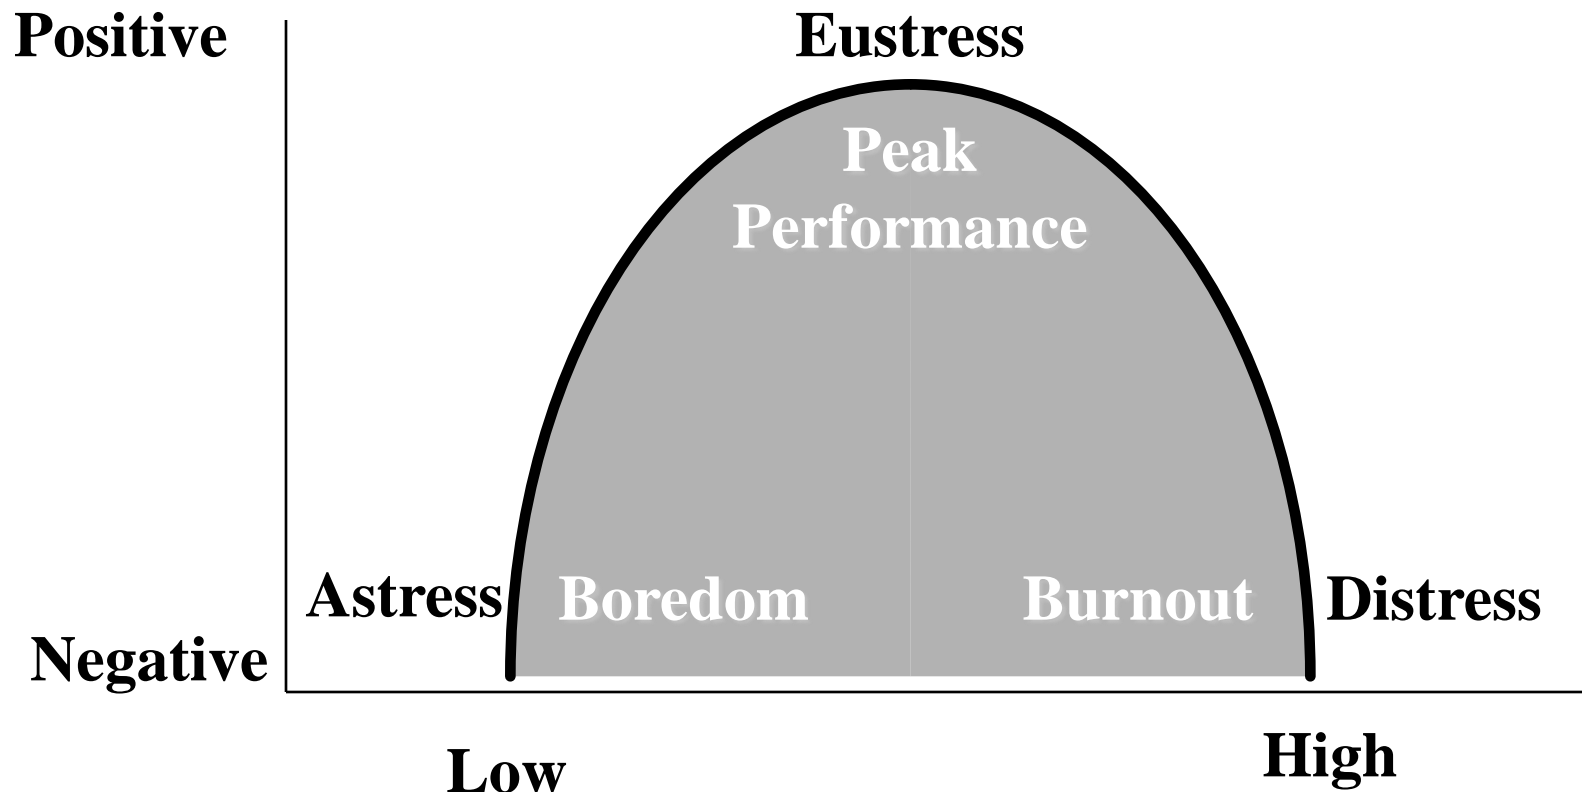 Positive
Eustress
Peak
Performance
Astress
Boredom
Burnout
Distress
Negative
Low
High